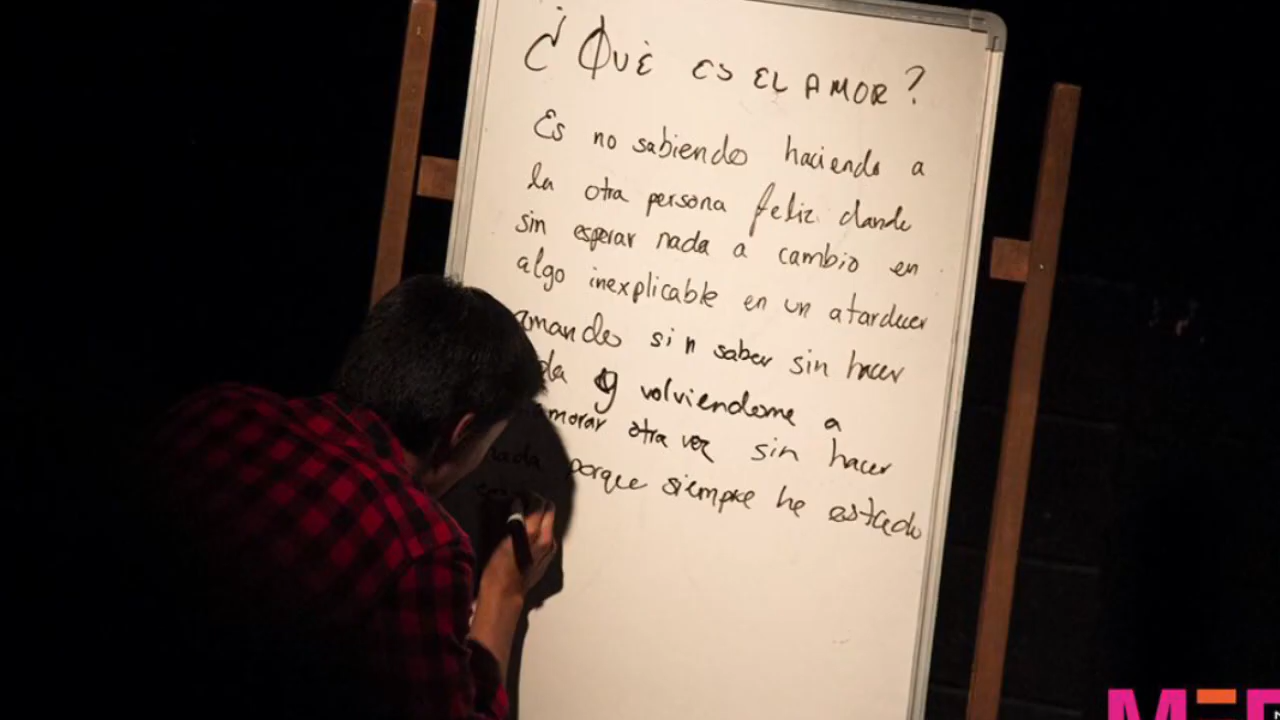 ¿QUÉ ES EL AMOR?
Es no sabiendo haciendo a
la otra persona feliz dando
sin esperar nada a cambio en
algo inexplicable en un atardecer
amando sin saber sin hacer
da y volviendome a
morar otra vez sin hacer
nada porque siempre he estado